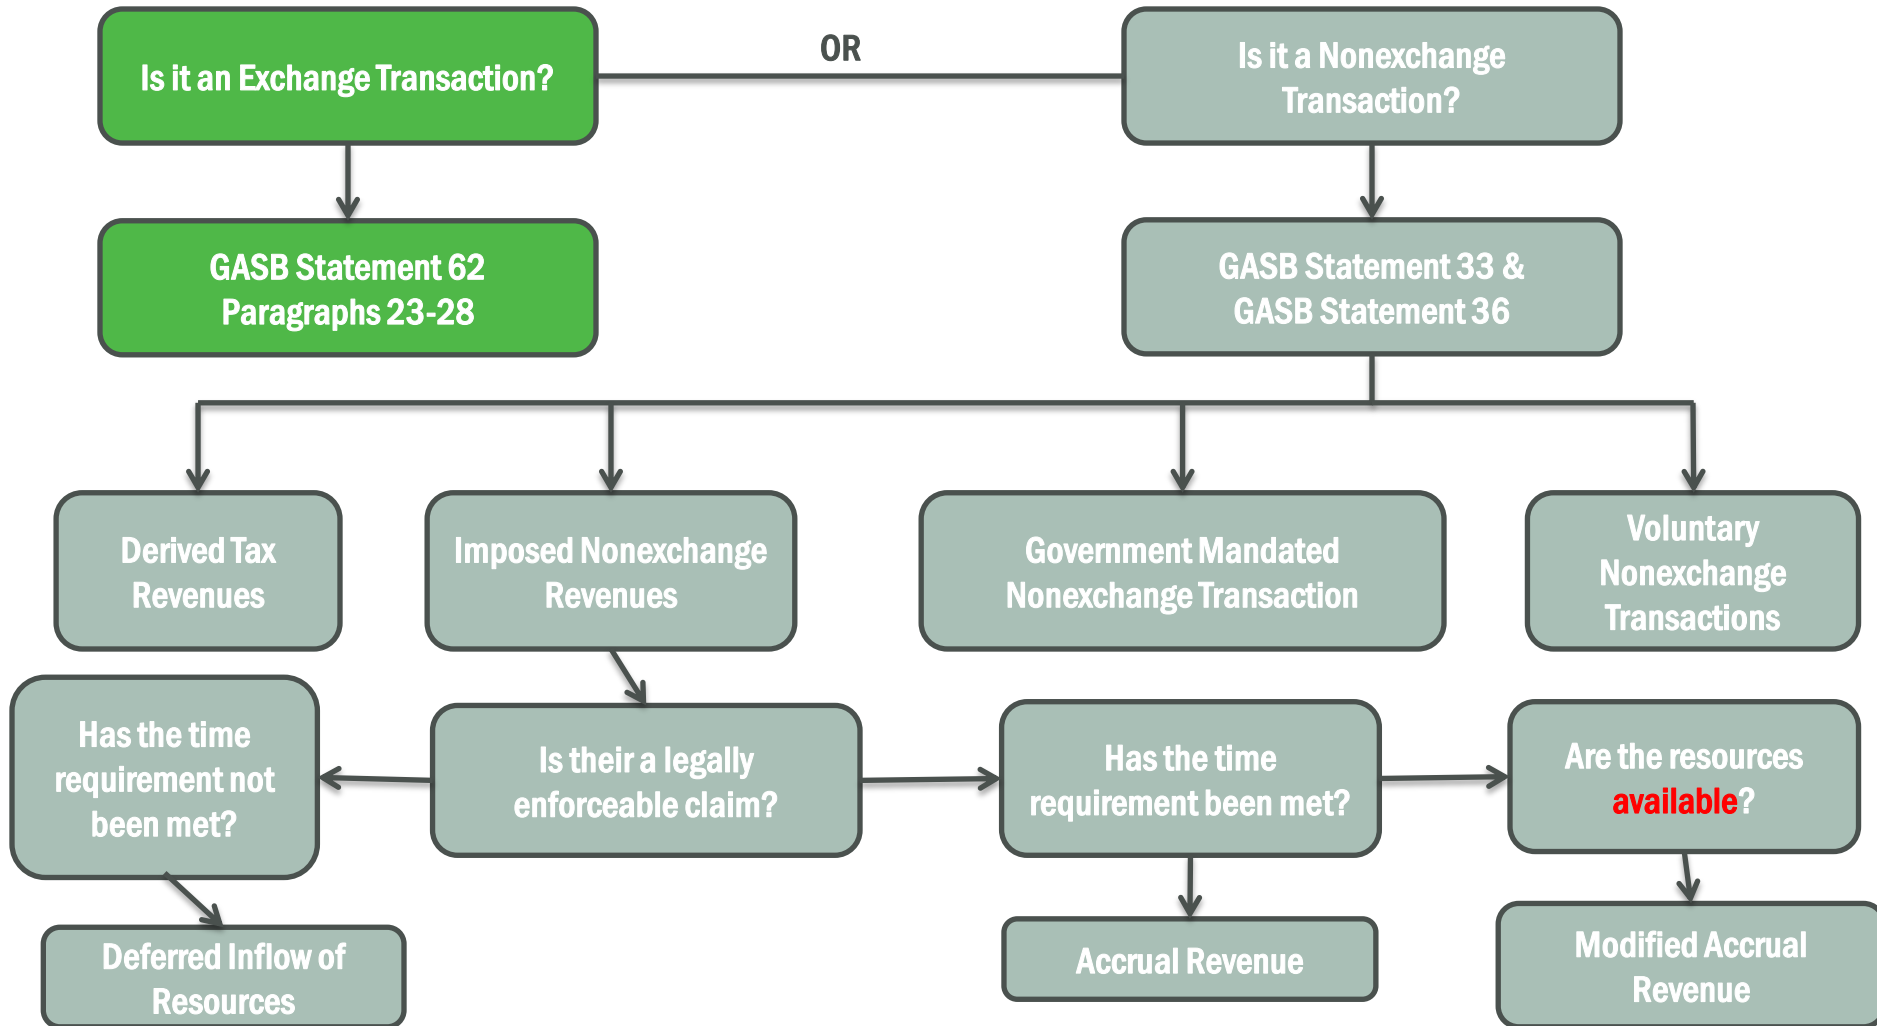 Is it an Exchange Transaction?
OR
Is it a Nonexchange
Transaction?
GASB Statement 62
Paragraphs 23-28
GASB Statement 33 &
GASB Statement 36
Derived Tax
Revenues
Imposed Nonexchange
Revenues
Government Mandated
Nonexchange Transaction
Voluntary
Nonexchange
Transactions
Has the time
requirement not
been met?
Is their a legally
enforceable claim?
Has the time
requirement been met?
Are the resources
available?
Deferred Inflow of
Resources
Accrual Revenue
Modified Accrual
Revenue